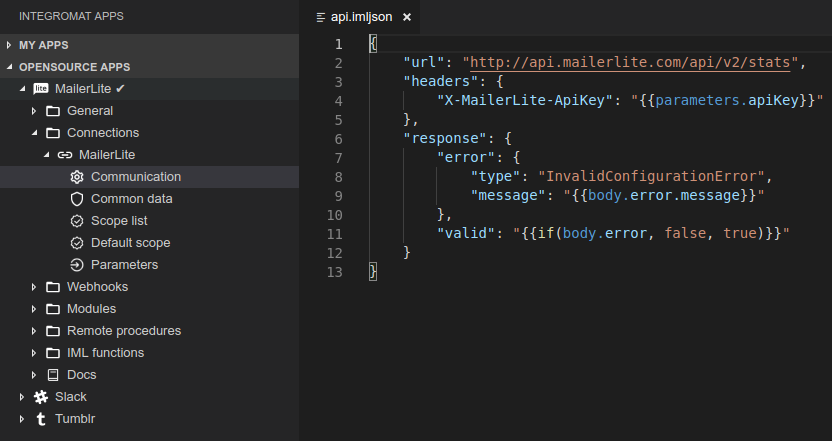 INTEGROMAT APPS
MY APPS
OPENSOURCE APPS
lite MailerLite ✔
General
Connections
MailerLite
Communication
Common data
Scope list
Default scope
Parameters
Webhooks
Modules
Remote procedures
IML functions
Docs
Slack
t Tumblr
api.imljson ×
1 {
2 "url": "http://api.mailerlite.com/api/v2/stats",
3 "headers": {
4 "X-MailerLite-ApiKey": "{{parameters.apiKey}}"
5 },
6 "response": {
7 "error": {
8 "type": "InvalidConfigurationError",
9 "message": "{{body.error.message}}"
10 },
11 "valid": "{{if(body.error, false, true)}}"
12 }
13 }